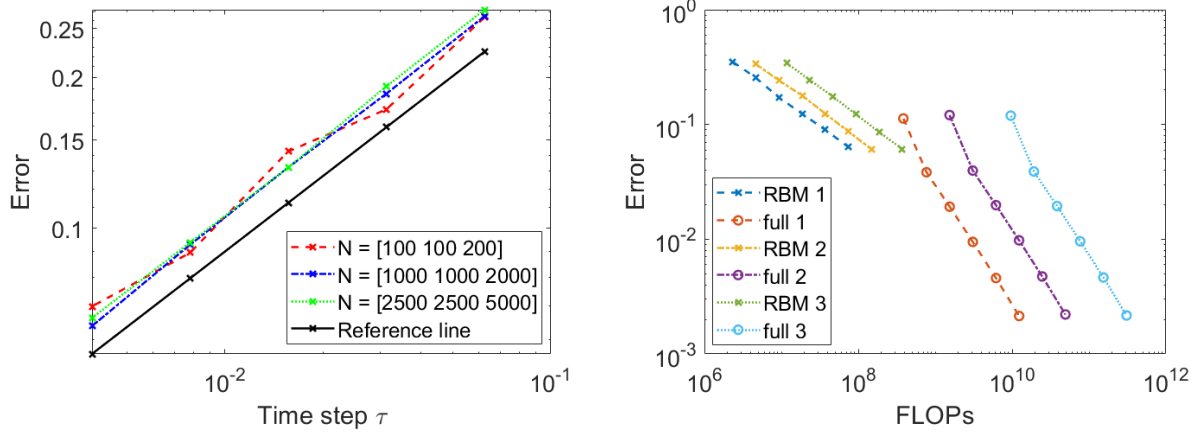 0.25
0.2
0.15
0.1
Error
10^-2
10^-1
Time step τ
N = [100 100 200]
N = [1000 1000 2000]
N = [2500 2500 5000]
Reference line
10^0
10^-1
10^-2
10^-3
Error
10^6
10^8
10^10
10^12
FLOPs
RBM 1
full 1
RBM 2
full 2
RBM 3
full 3